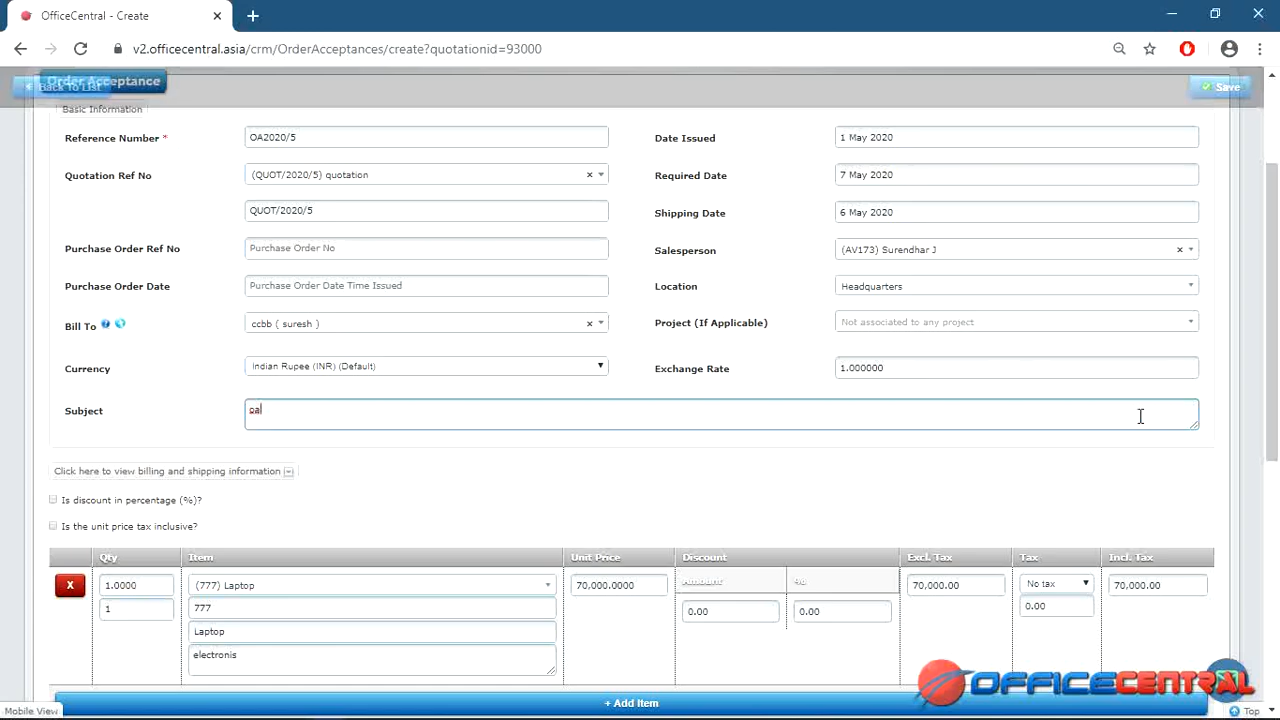 OfficeCentral - Create
v2.officecentral.asia/crm/OrderAcceptances/create?quotationid=93000
Order Acceptance
Back To List
Save
Basic Information
Reference Number * OA2020/5 Date Issued 1 May 2020
Quotation Ref No (QUOT/2020/5) quotation Required Date 7 May 2020
QUOT/2020/5 Shipping Date 6 May 2020
Purchase Order Ref No Purchase Order No Salesperson (AV173) Surendhar J
Purchase Order Date Purchase Order Date Time Issued Location Headquarters
Bill To ccbb ( suresh ) Project (If Applicable) Not associated to any project
Currency Indian Rupee (INR) (Default) Exchange Rate 1.000000
Subject oal
Click here to view billing and shipping information
Is discount in percentage (%)?
Is the unit price tax inclusive?
Qty Item Unit Price Discount Excl. Tax Tax Incl. Tax
Amount %
X 1.0000 (777) Laptop 70,000.0000 70,000.00 No tax 70,000.00
1 777 0.00 0.00 0.00
Laptop
electronis
+ Add Item
OFFICECENTRAL
Mobile View Top